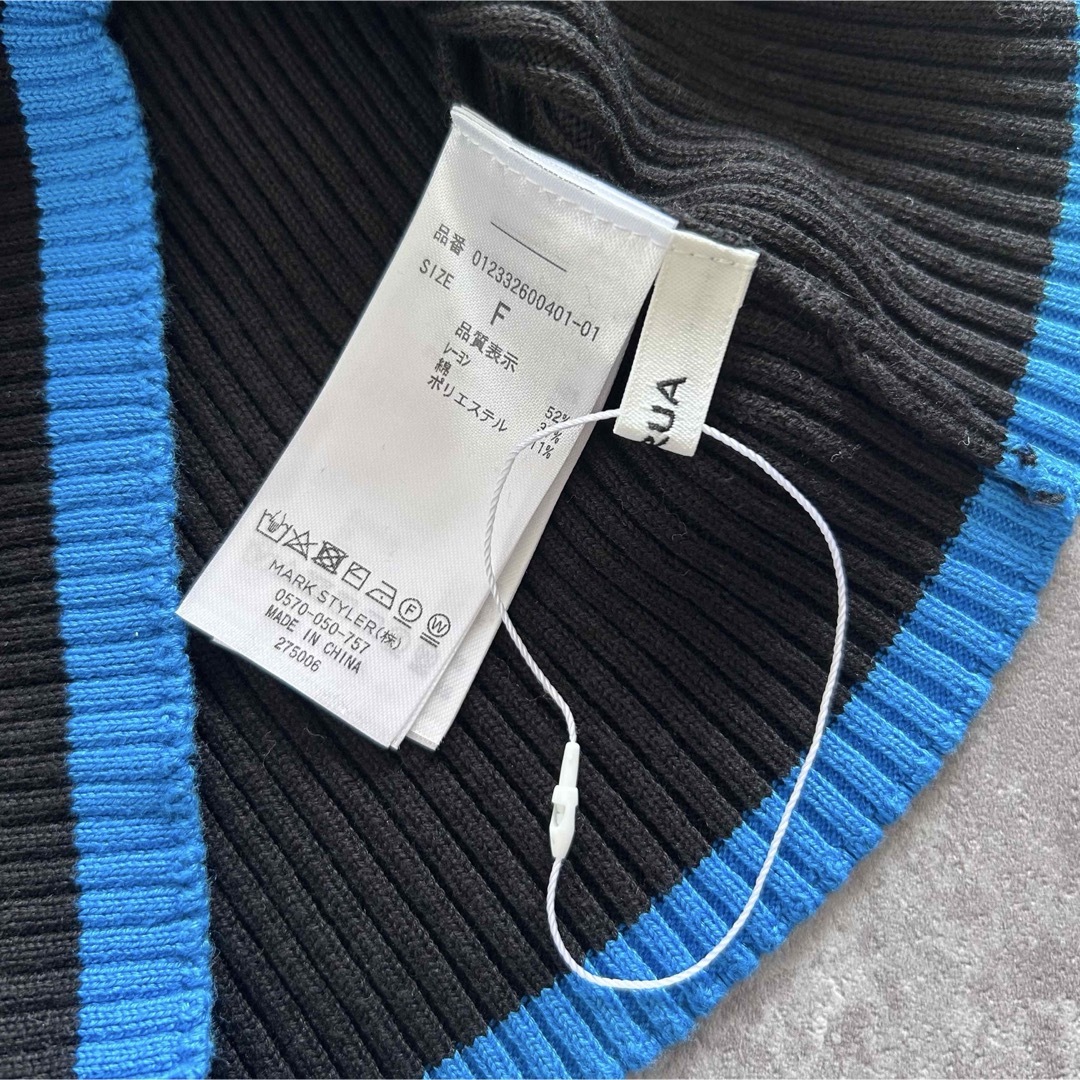 品番 012332600401-01
SIZE F
品質表示
ﾚｰﾖﾝ 52%
綿
ポリエステル 11%
MARK STYLER(株)
0570-050-757
MADE IN CHINA
275006
RUA
F
W